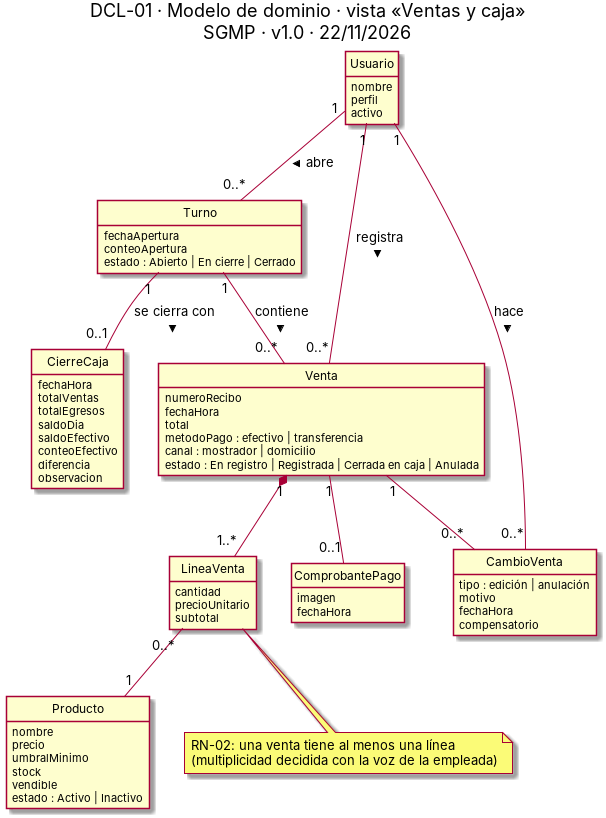 DCL-01 · Modelo de dominio · vista «Ventas y caja»
SGMP · v1.0 · 22/11/2026
Usuario
nombre
perfil
activo
1
1
1
◄ abre
0..*
Turno
fechaApertura
conteoApertura
estado : Abierto | En cierre | Cerrado
registra
▼
1
1
se cierra con
▼
contiene
▼
hace
▼
0..1
0..*
0..*
CierreCaja
fechaHora
totalVentas
totalEgresos
saldoDia
saldoEfectivo
conteoEfectivo
diferencia
observacion
Venta
numeroRecibo
fechaHora
total
metodoPago : efectivo | transferencia
canal : mostrador | domicilio
estado : En registro | Registrada | Cerrada en caja | Anulada
1
1
1
1..*
0..1
0..*
0..*
LineaVenta
cantidad
precioUnitario
subtotal
ComprobantePago
imagen
fechaHora
CambioVenta
tipo : edición | anulación
motivo
fechaHora
compensatorio
0..*
1
Producto
nombre
precio
umbralMinimo
stock
vendible
estado : Activo | Inactivo
RN-02: una venta tiene al menos una línea
(multiplicidad decidida con la voz de la empleada)